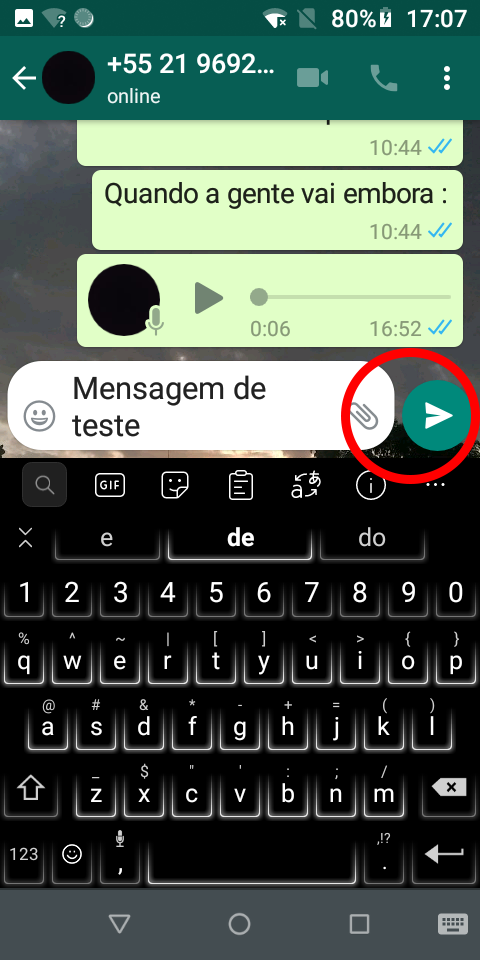 80% 17:07
+55 21 9692...
online
10:44
Quando a gente vai embora :
10:44
0:06 16:52
Mensagem de
teste
GIF
e de do
1 2 3 4 5 6 7 8 9 0
% ^ ~ | [ ] < > { }
q w e r t y u i o p
@ # & * - + = ( )
a s d f g h j k l
_ $ " ' : ; /
z x c v b n m
,!?
123 , .